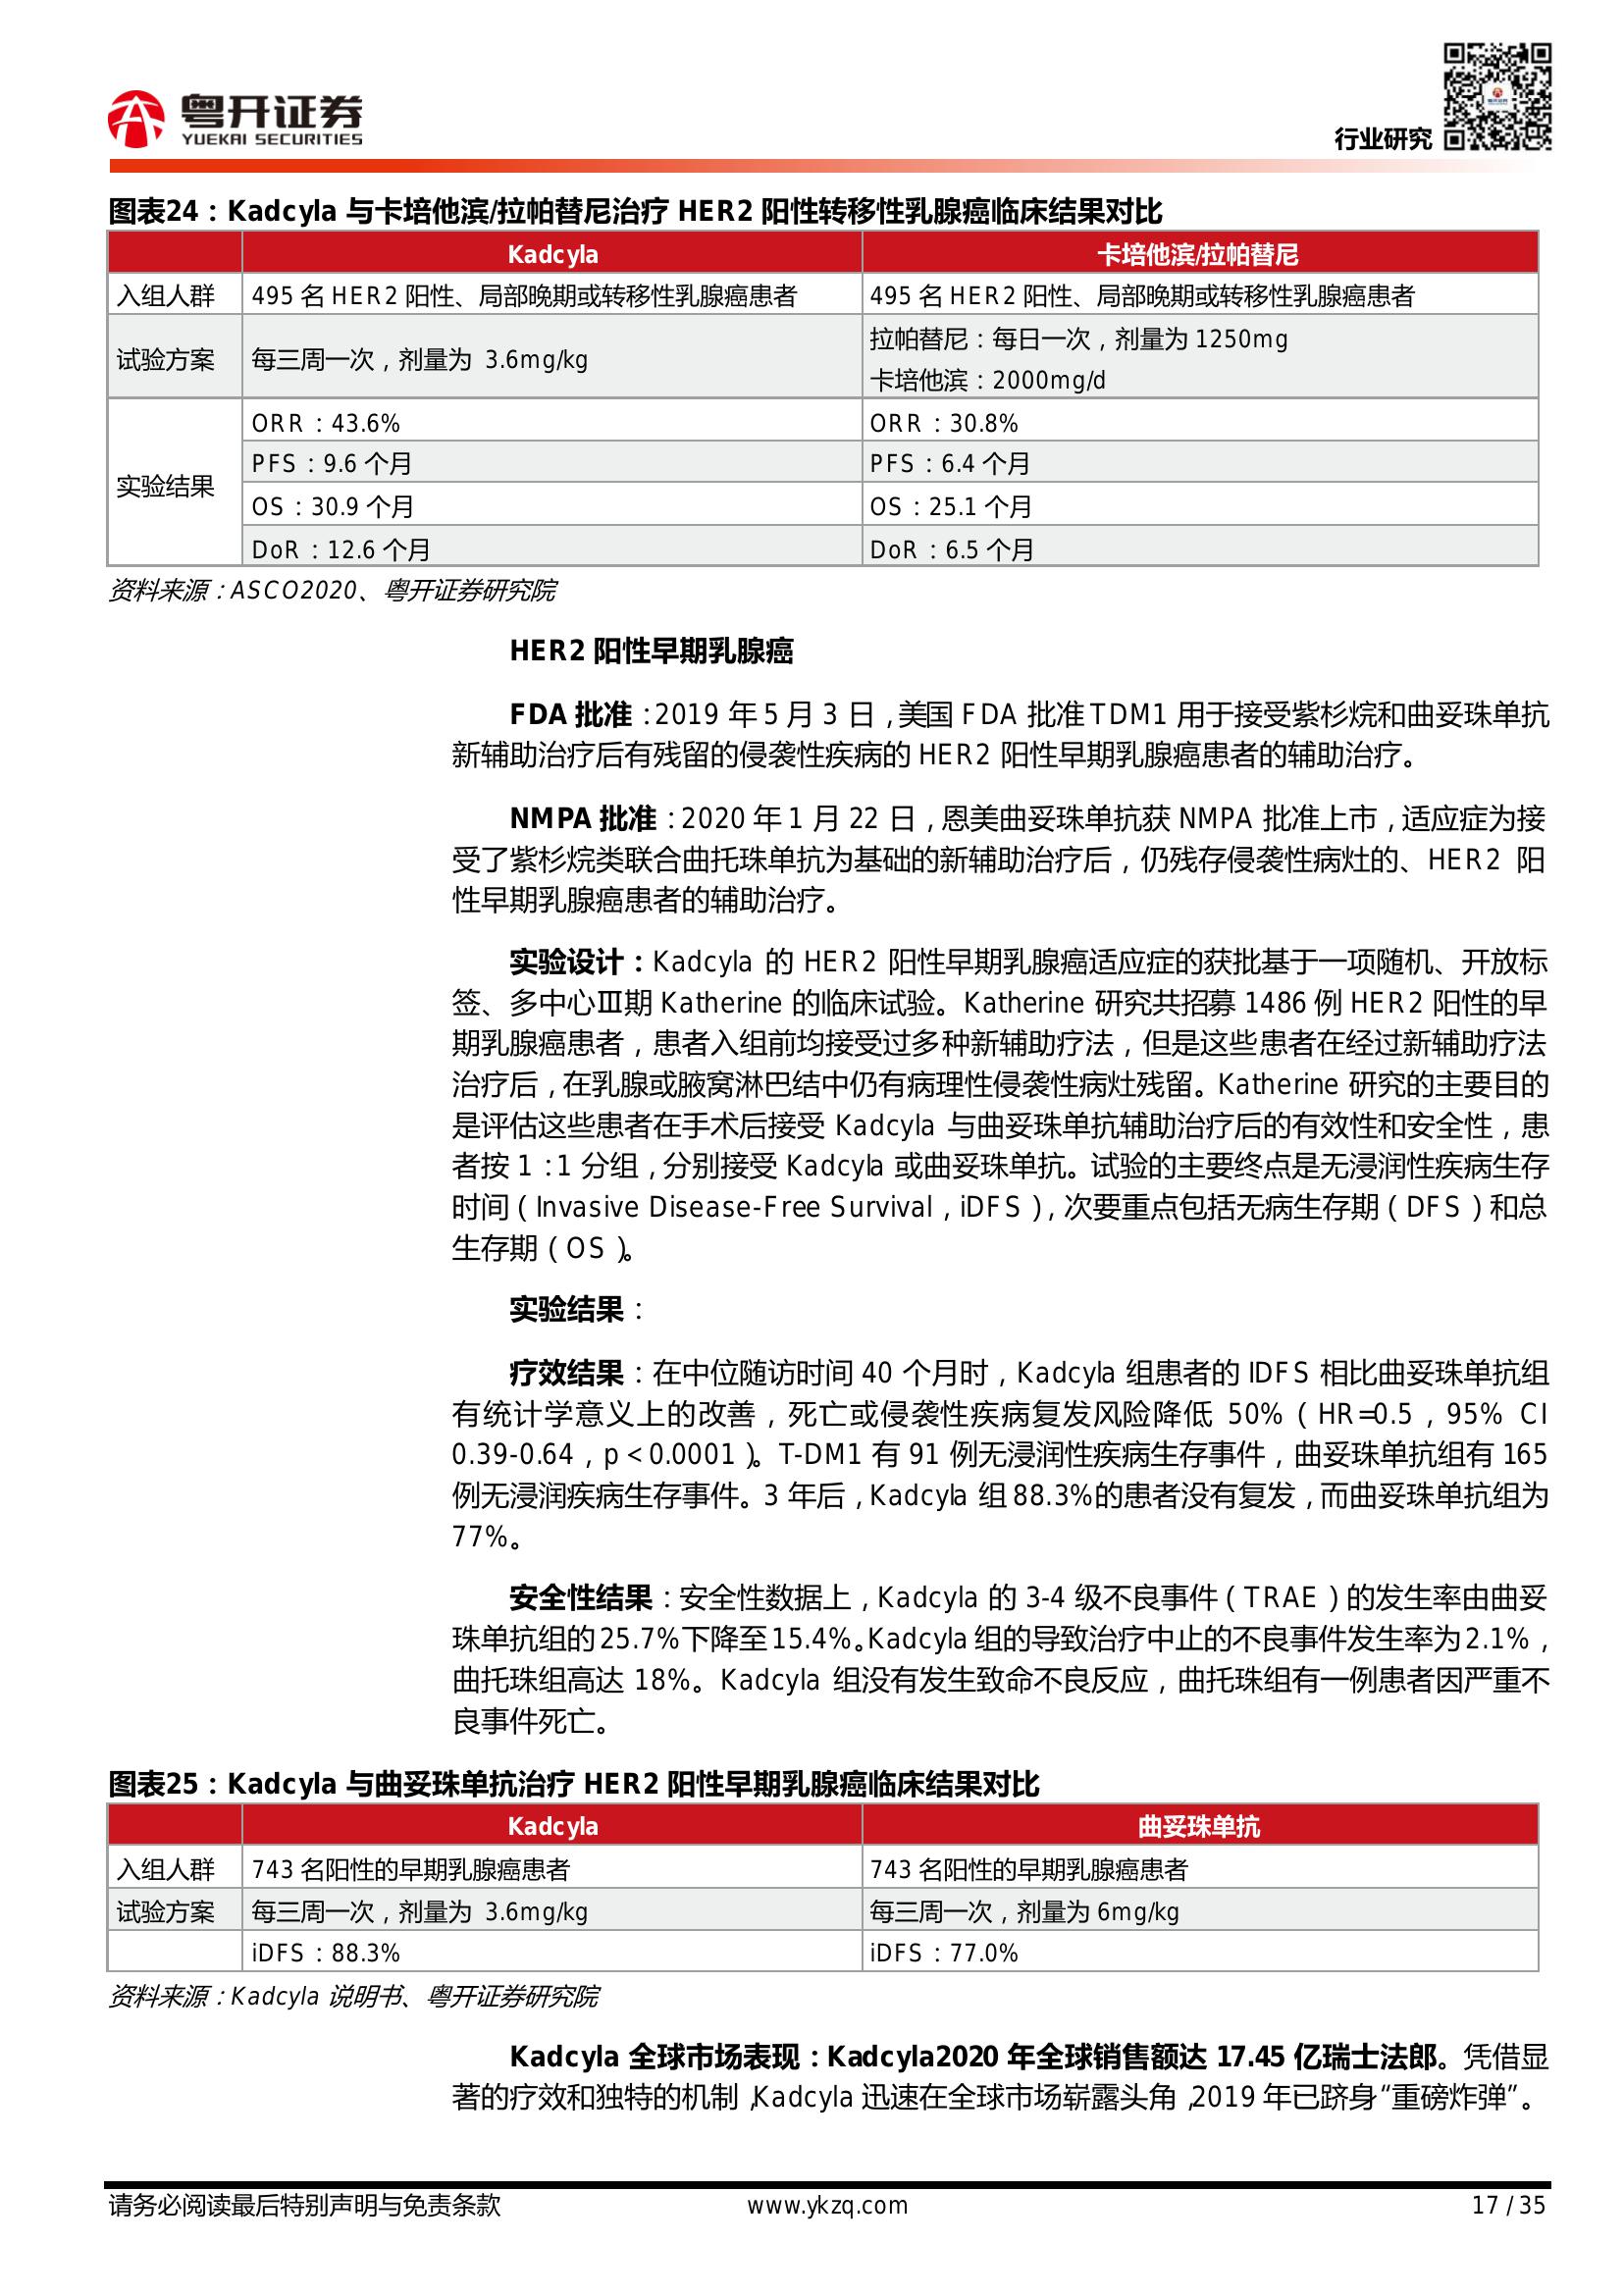 粤开证券
YUEKAI SECURITIES
行业研究
图表24：Kadcyla 与卡培他滨/拉帕替尼治疗 HER2 阳性转移性乳腺癌临床结果对比
Kadcyla
卡培他滨/拉帕替尼
入组人群
495 名 HER2 阳性、局部晚期或转移性乳腺癌患者
495 名 HER2 阳性、局部晚期或转移性乳腺癌患者
试验方案
每三周一次，剂量为 3.6mg/kg
拉帕替尼：每日一次，剂量为 1250mg
卡培他滨：2000mg/d
实验结果
ORR：43.6%
ORR：30.8%
PFS：9.6 个月
PFS：6.4 个月
OS：30.9 个月
OS：25.1 个月
DoR：12.6 个月
DoR：6.5 个月
资料来源：ASCO2020、粤开证券研究院
HER2 阳性早期乳腺癌
FDA 批准：2019 年 5 月 3 日，美国 FDA 批准 TDM1 用于接受紫杉烷和曲妥珠单抗
新辅助治疗后有残留的侵袭性疾病的 HER2 阳性早期乳腺癌患者的辅助治疗。
NMPA 批准：2020 年 1 月 22 日，恩美曲妥珠单抗获 NMPA 批准上市，适应症为接
受了紫杉烷类联合曲托珠单抗为基础的新辅助治疗后，仍残存侵袭性病灶的、HER2 阳
性早期乳腺癌患者的辅助治疗。
实验设计：Kadcyla 的 HER2 阳性早期乳腺癌适应症的获批基于一项随机、开放标
签、多中心Ⅲ期 Katherine 的临床试验。Katherine 研究共招募 1486 例 HER2 阳性的早
期乳腺癌患者，患者入组前均接受过多种新辅助疗法，但是这些患者在经过新辅助疗法
治疗后，在乳腺或腋窝淋巴结中仍有病理性侵袭性病灶残留。Katherine 研究的主要目的
是评估这些患者在手术后接受 Kadcyla 与曲妥珠单抗辅助治疗后的有效性和安全性，患
者按 1：1 分组，分别接受 Kadcyla 或曲妥珠单抗。试验的主要终点是无浸润性疾病生存
时间（Invasive Disease-Free Survival，iDFS），次要重点包括无病生存期（DFS）和总
生存期（OS）。
实验结果：
疗效结果：在中位随访时间 40 个月时，Kadcyla 组患者的 IDFS 相比曲妥珠单抗组
有统计学意义上的改善，死亡或侵袭性疾病复发风险降低 50%（HR=0.5，95% CI
0.39-0.64，p＜0.0001）。T-DM1 有 91 例无浸润性疾病生存事件，曲妥珠单抗组有 165
例无浸润疾病生存事件。3 年后，Kadcyla 组 88.3%的患者没有复发，而曲妥珠单抗组为
77%。
安全性结果：安全性数据上，Kadcyla 的 3-4 级不良事件（TRAE）的发生率由曲妥
珠单抗组的 25.7%下降至 15.4%。Kadcyla 组的导致治疗中止的不良事件发生率为 2.1%，
曲托珠组高达 18%。Kadcyla 组没有发生致命不良反应，曲托珠组有一例患者因严重不
良事件死亡。
图表25：Kadcyla 与曲妥珠单抗治疗 HER2 阳性早期乳腺癌临床结果对比
Kadcyla
曲妥珠单抗
入组人群
743 名阳性的早期乳腺癌患者
743 名阳性的早期乳腺癌患者
试验方案
每三周一次，剂量为 3.6mg/kg
每三周一次，剂量为 6mg/kg
iDFS：88.3%
iDFS：77.0%
资料来源：Kadcyla 说明书、粤开证券研究院
Kadcyla 全球市场表现：Kadcyla2020 年全球销售额达 17.45 亿瑞士法郎。凭借显
著的疗效和独特的机制，Kadcyla 迅速在全球市场崭露头角，2019 年已跻身“重磅炸弹”。
请务必阅读最后特别声明与免责条款
www.ykzq.com
17 / 35